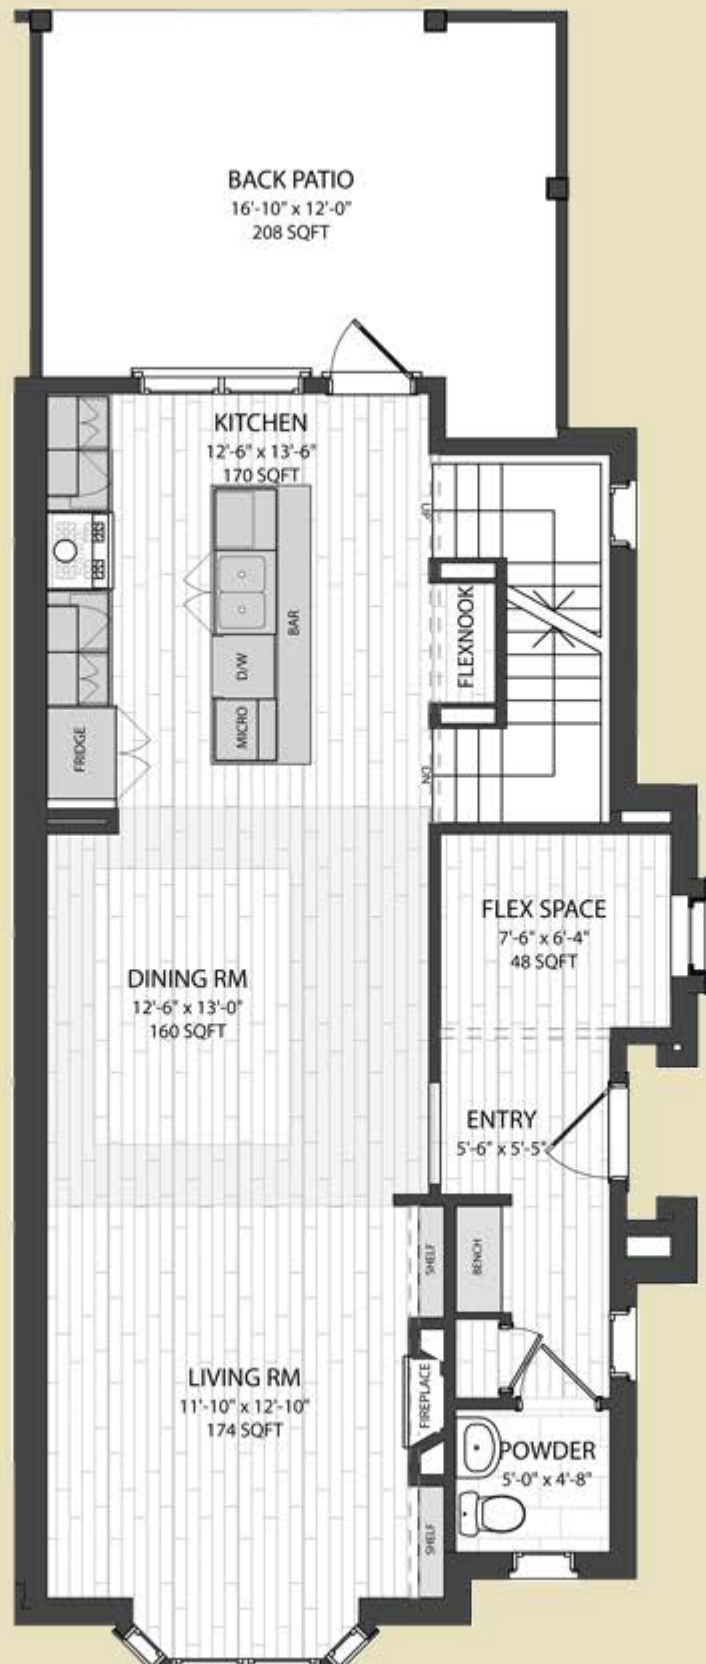 BACK PATIO
16'-10" x 12'-0"
208 SQFT
KITCHEN
12'-6" x 13'-6"
170 SQFT
UP
BAR
FLEXNOOK
D/W
MICRO
FRIDGE
DN
FLEX SPACE
7'-6" x 6'-4"
48 SQFT
DINING RM
12'-6" x 13'-0"
160 SQFT
ENTRY
5'-6" x 5'-5"
SHELF
BENCH
LIVING RM
11'-10" x 12'-10"
174 SQFT
FIREPLACE
POWDER
5'-0" x 4'-8"
SHELF